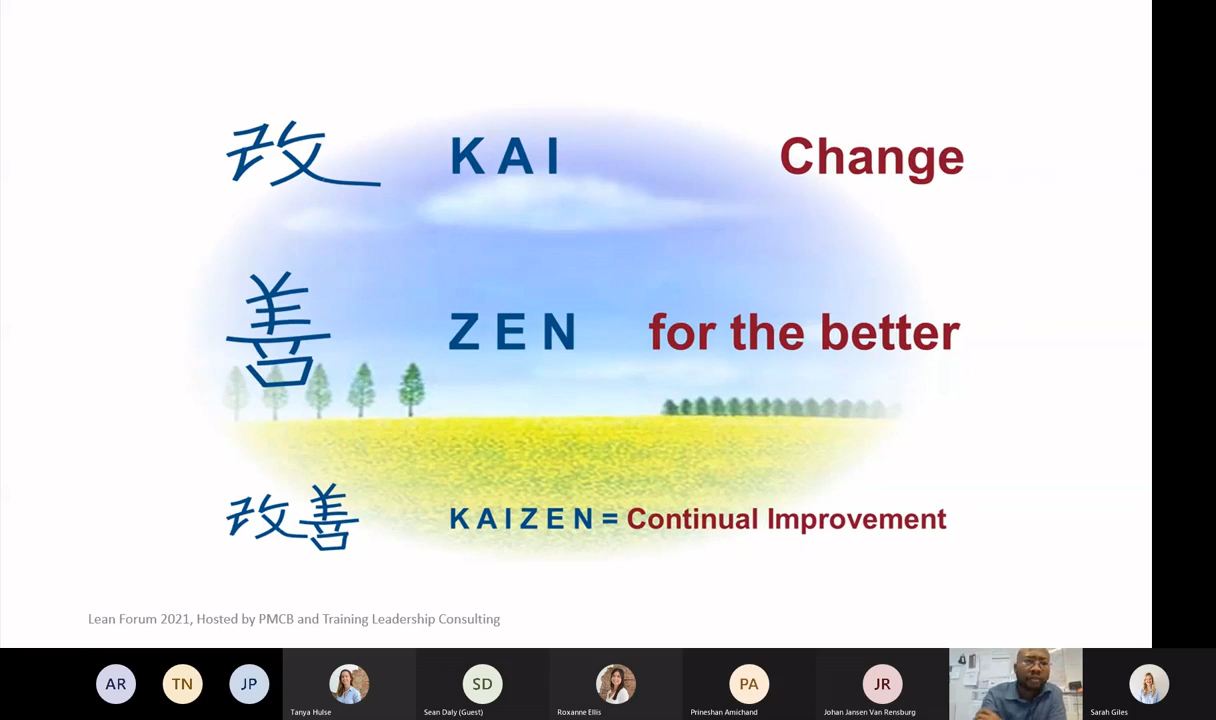 改 KAI Change
善 ZEN for the better
改善 KAIZEN = Continual Improvement
Lean Forum 2021, Hosted by PMCB and Training Leadership Consulting
AR TN JP SD PA JR
Tanya Hulse Sean Daly (Guest) Roxanne Ellis Prineshan Amichand Johan Jansen Van Rensburg Sarah Giles